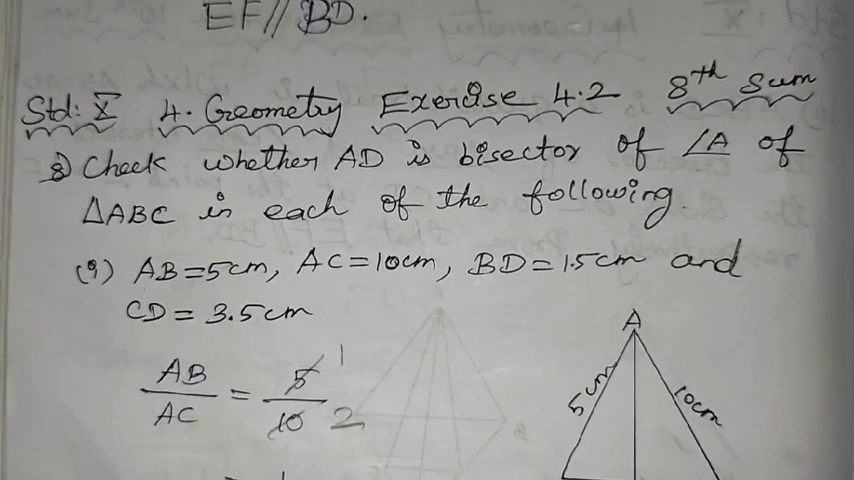 EF // BD.
Std: X 4. Geometry Exercise 4.2 8th Sum
8) Check whether AD is bisector of ∠A of
△ABC in each of the following.
(i) AB=5cm, AC=10cm, BD=1.5cm and
CD= 3.5cm
A
AB/AC = 5/10 1 2
5cm
10cm